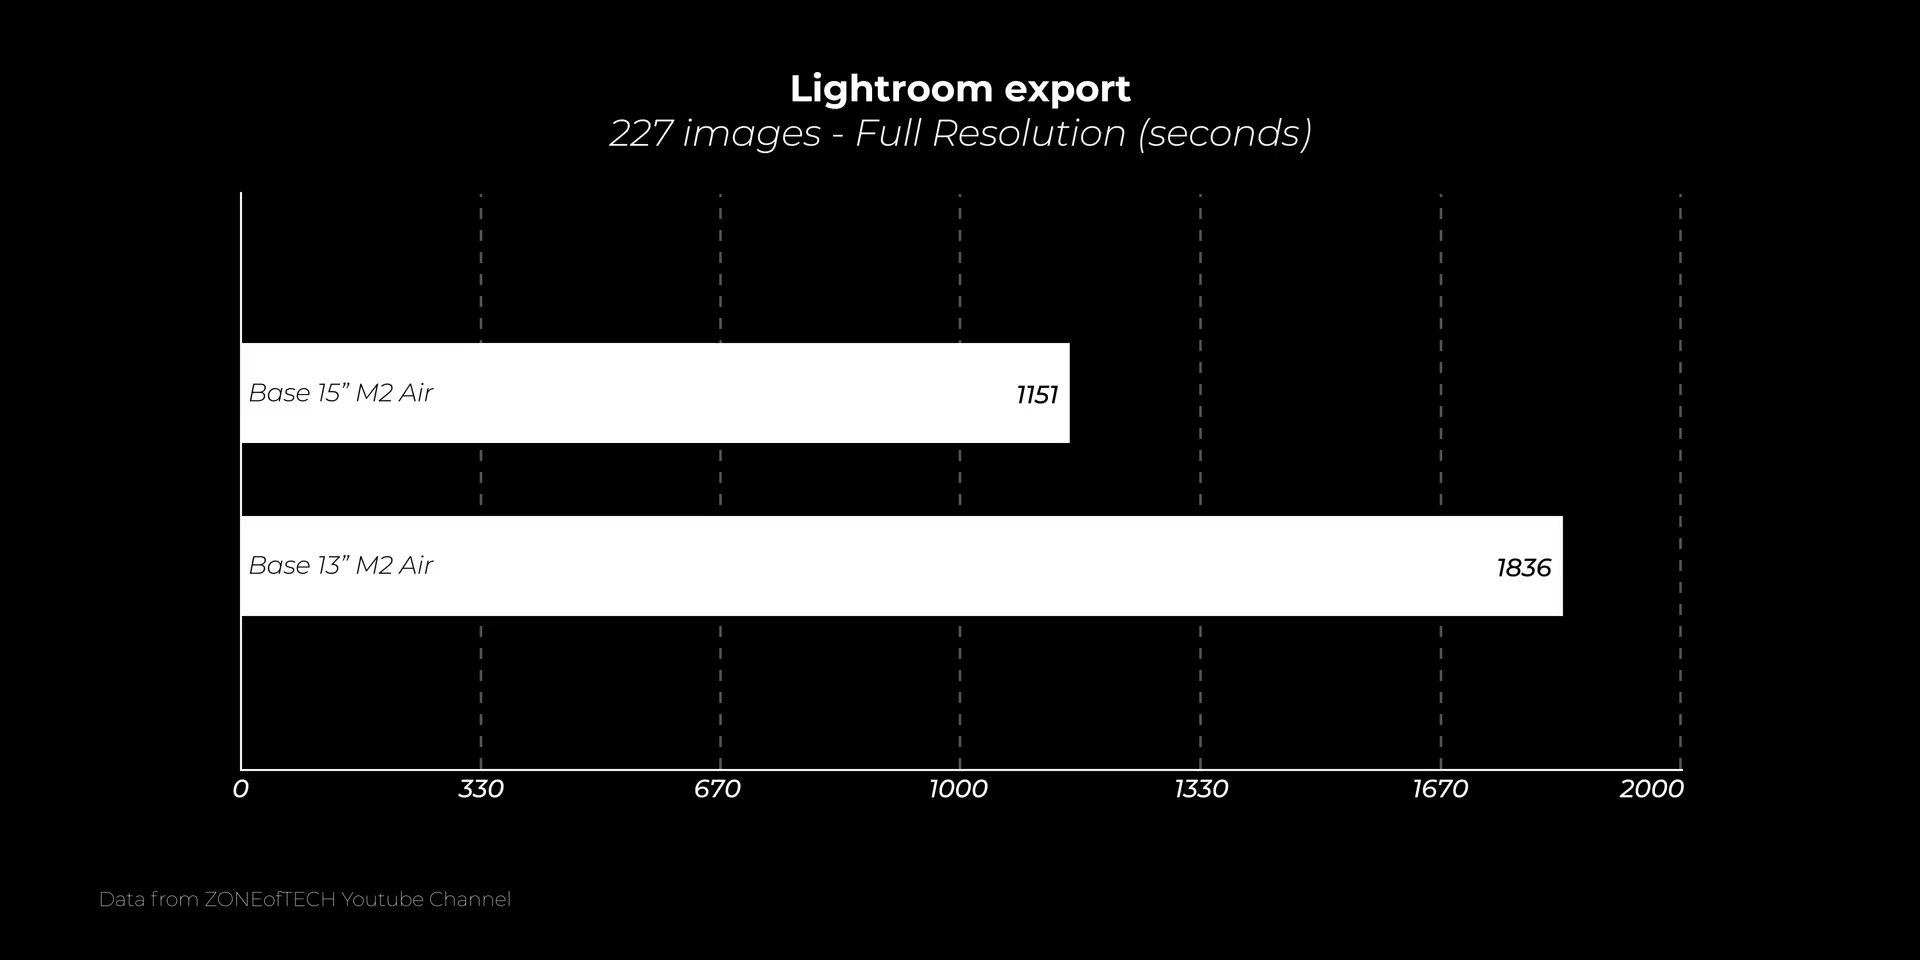 Lightroom export
227 images - Full Resolution (seconds)
Base 15” M2 Air
1151
Base 13” M2 Air
1836
0 330 670 1000 1330 1670 2000
Data from ZONEofTECH Youtube Channel